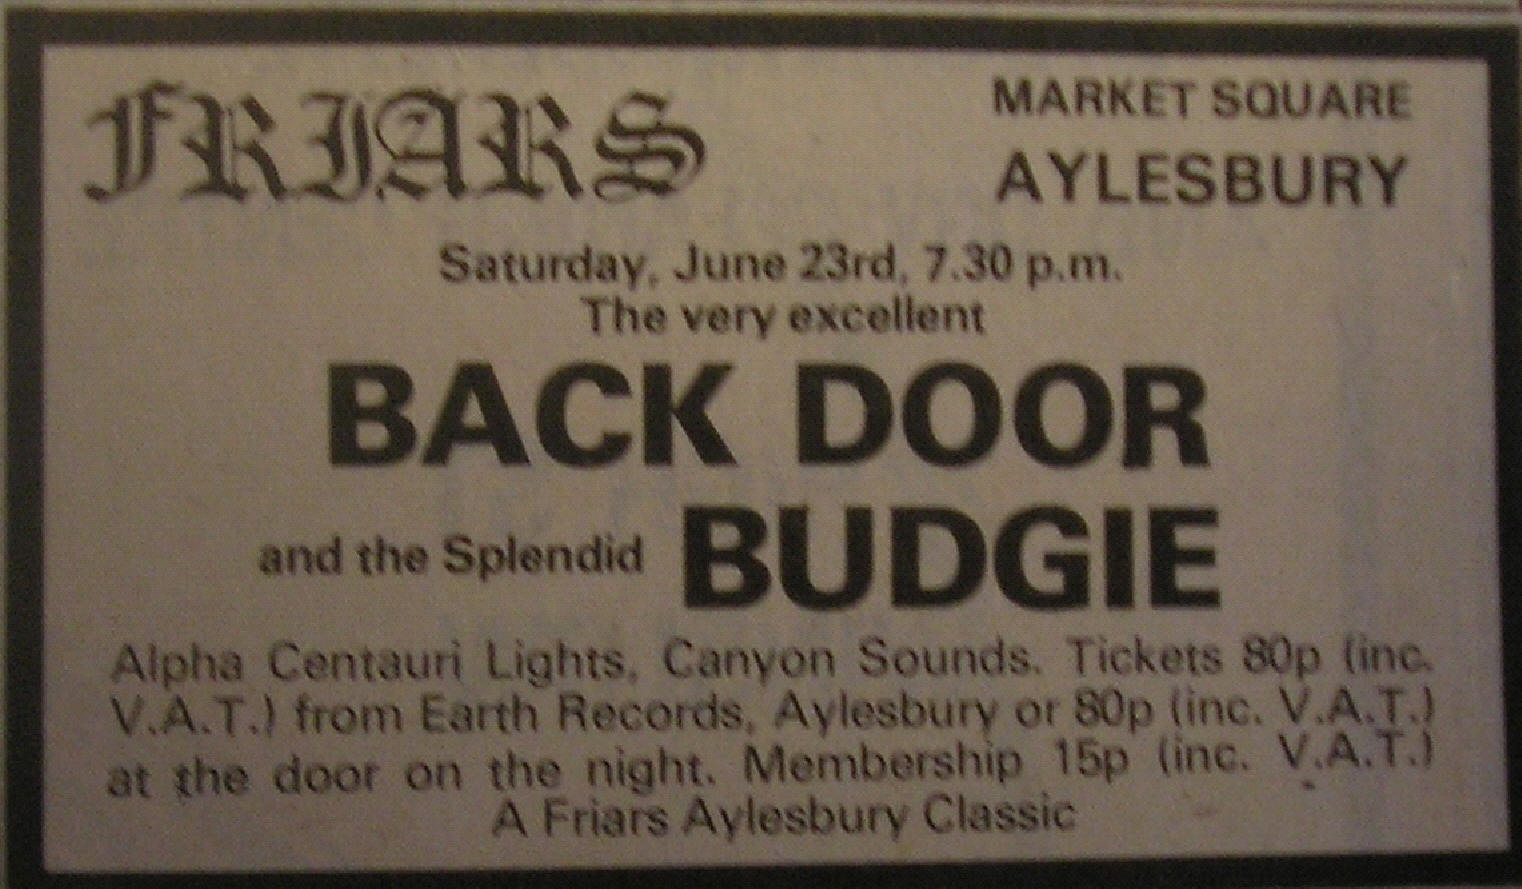 FRIARS
MARKET SQUARE
AYLESBURY
Saturday, June 23rd, 7.30 p.m.
The very excellent
BACK DOOR
and the Splendid BUDGIE
Alpha Centauri Lights, Canyon Sounds. Tickets 80p (inc.
V.A.T.) from Earth Records, Aylesbury or 80p (inc. V.A.T.)
at the door on the night. Membership 15p (inc. V.A.T.)
A Friars Aylesbury Classic